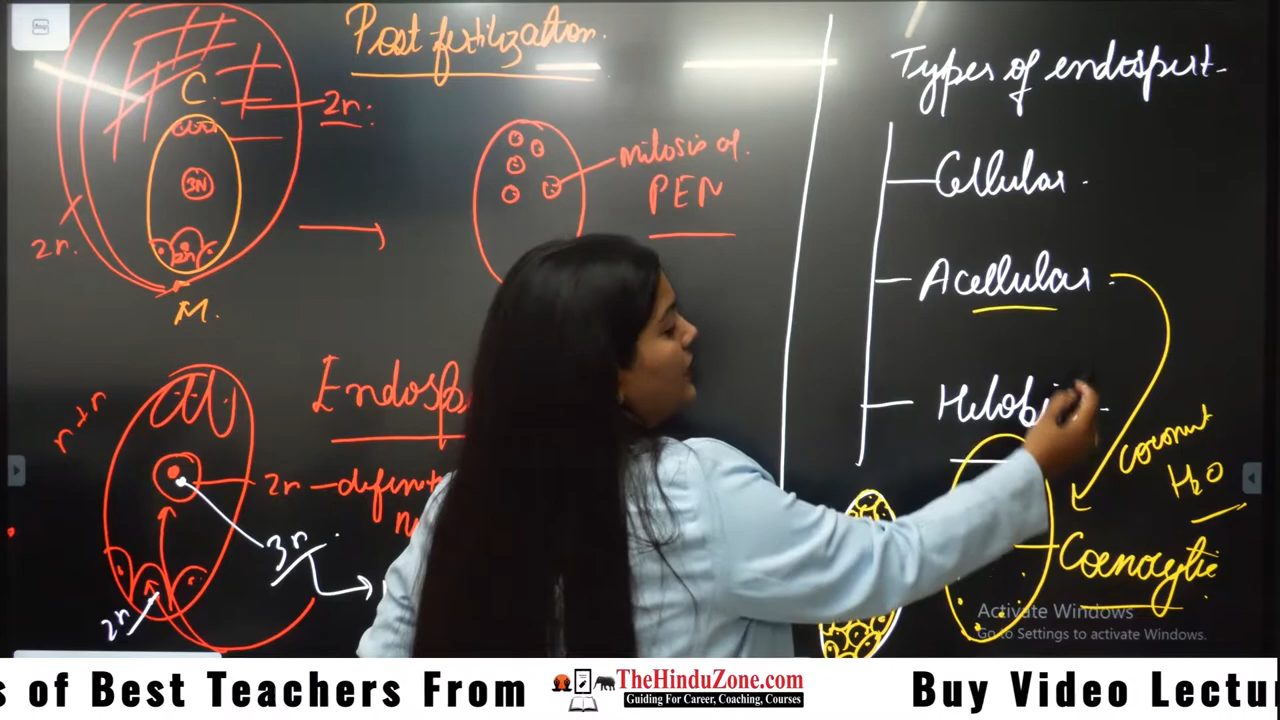 Post fertilization.
C
2n.
3N
2n
2n.
M.
mitosis of.
PEN
n+n
Endosp
2n — defin
3n
2n
Types of endospert.
Cellular.
Acellular.
Helobi
coconut
H2O
Coenocytic
Activate Windows
Go to Settings to activate Windows.
s of Best Teachers From
TheHinduZone.com
Guiding For Career, Coaching, Courses
Buy Video Lectu